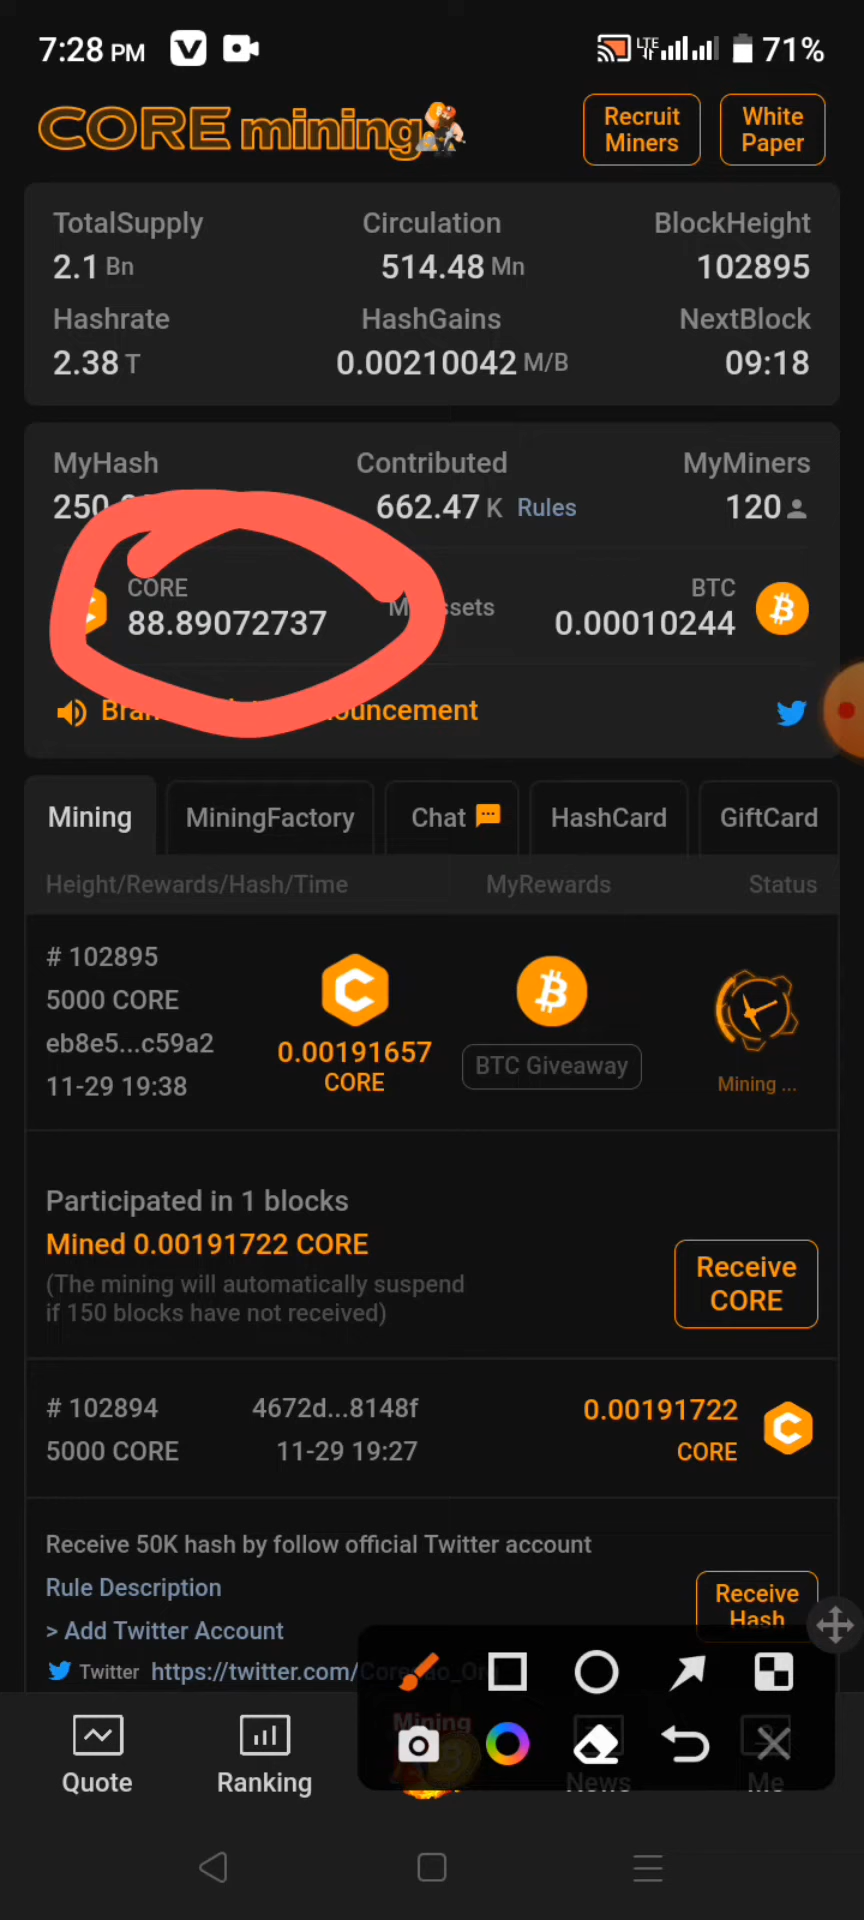 7:28 PM LTE 71%
CORE mining
Recruit Miners
White Paper
TotalSupply Circulation BlockHeight
2.1 Bn 514.48 Mn 102895
Hashrate HashGains NextBlock
2.38 T 0.00210042 M/B 09:18
MyHash Contributed MyMiners
250. 662.47 K Rules 120
CORE BTC
88.89072737 0.00010244
Mining MiningFactory Chat HashCard GiftCard
Height/Rewards/Hash/Time MyRewards Status
# 102895
5000 CORE
eb8e5...c59a2
11-29 19:38
0.00191657
CORE
BTC Giveaway
Mining ...
Participated in 1 blocks
Mined 0.00191722 CORE
(The mining will automatically suspend
if 150 blocks have not received)
Receive
CORE
# 102894 4672d...8148f 0.00191722
5000 CORE 11-29 19:27 CORE
Receive 50K hash by follow official Twitter account
Rule Description
> Add Twitter Account
Receive
Hash
Twitter https://twitter.com/
Quote Ranking Mining News Me